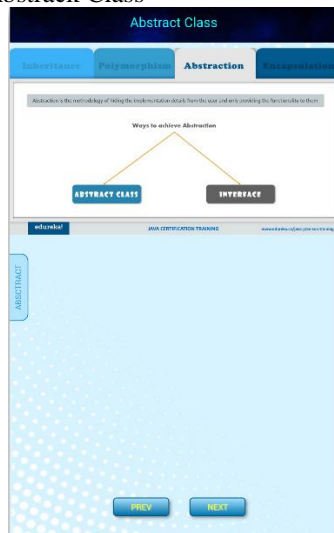 Abstrack Class
Abstract Class
Inheritance Polymorphism Abstraction Encapsulation
Abstraction is the methodology of hiding the implementation details from the user and only providing the functionality to them
Ways to achieve Abstraction
ABSTRACT CLASS INTERFACE
edureka! JAVA CERTIFICATION TRAINING
ABSCTRACT
PREV NEXT